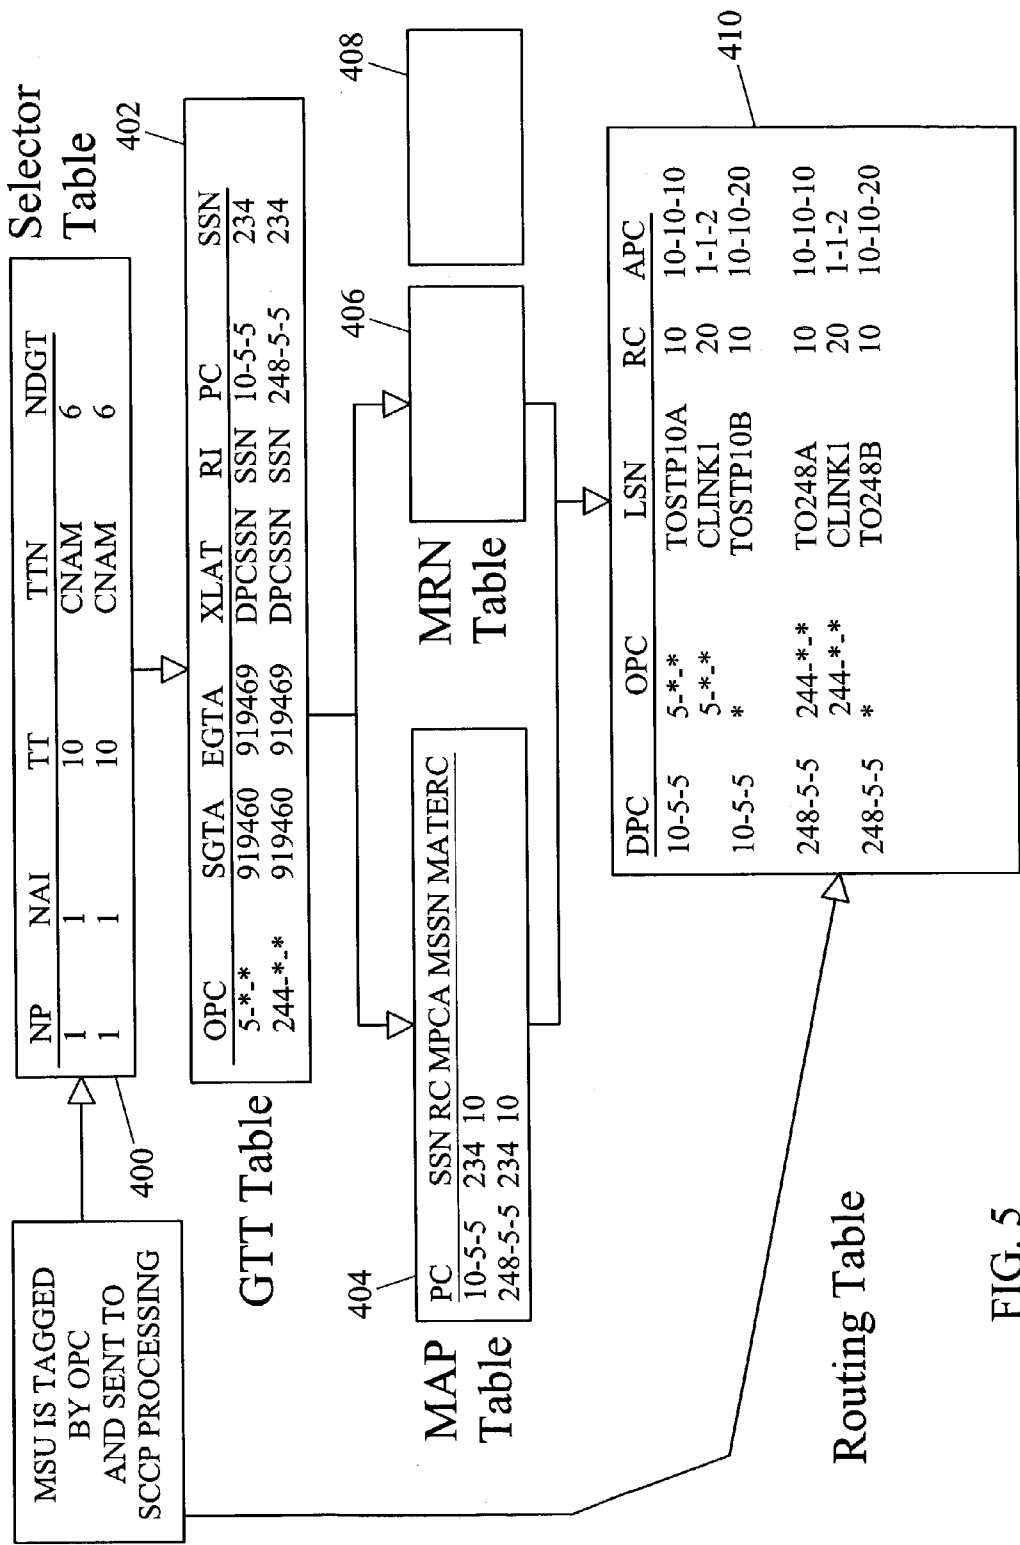 MSU IS TAGGED
BY OPC
AND SENT TO
SCCP PROCESSING
400
Selector
Table
NP NAI TT TTN NDGT
1 1 10 CNAM 6
1 1 10 CNAM 6
GTT Table
402
OPC SGTA EGTA XLAT RI PC SSN
5-*-* 919460 919469 DPCSSN SSN 10-5-5 234
244-*-* 919460 919469 DPCSSN SSN 248-5-5 234
MAP
Table
404
PC SSN RC MPCA MSSN MATERC
10-5-5 234 10
248-5-5 234 10
MRN
Table
406
408
Routing Table
410
DPC OPC LSN RC APC
10-5-5 5-*-* TOSTP10A 10 10-10-10
5-*-* CLINK1 20 1-1-2
10-5-5 * TOSTP10B 10 10-10-20
248-5-5 244-*-* TO248A 10 10-10-10
244-*-* CLINK1 20 1-1-2
248-5-5 * TO248B 10 10-10-20
FIG. 5